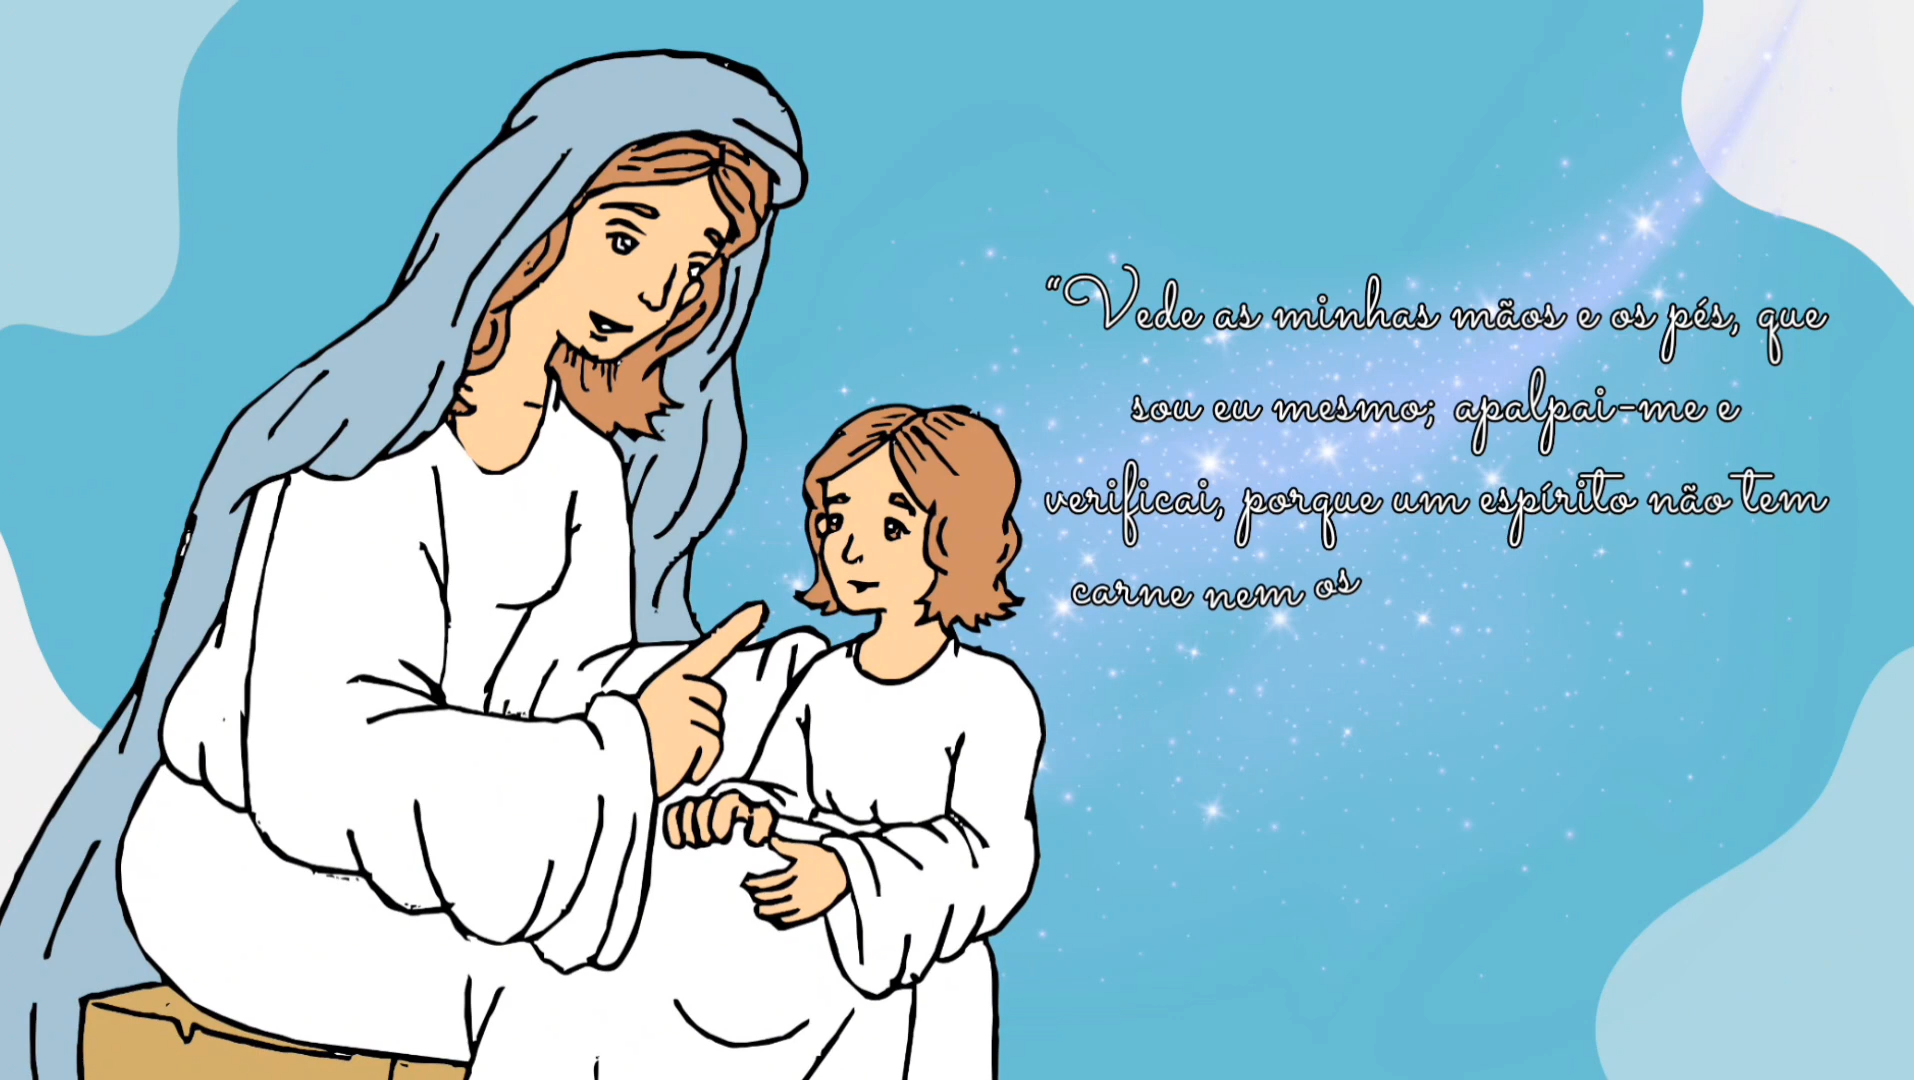 “Vede as minhas mãos e os pés, que
sou eu mesmo; apalpai-me e
verificai, porque um espírito não tem
carne nem os